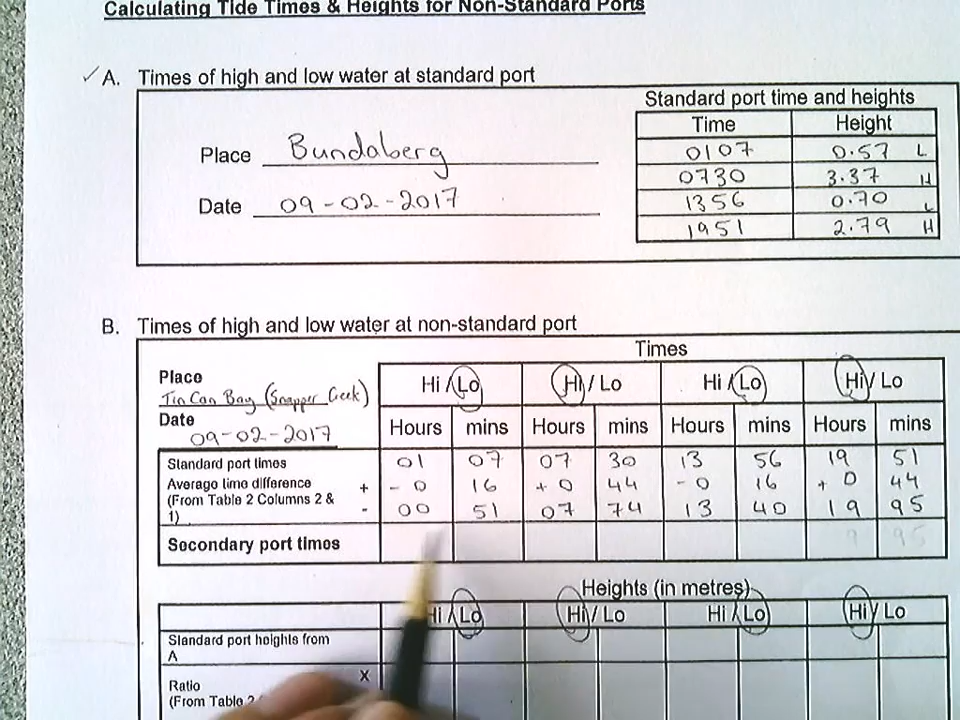 Calculating Tide Times & Heights for Non-Standard Ports
✓ A. Times of high and low water at standard port
Standard port time and heights
Time Height
Place Bundaberg
0107 0.57 L
0730 3.37 H
Date 09-02-2017
1356 0.70 L
1951 2.79 H
B. Times of high and low water at non-standard port
Times
Place
Tin Can Bay (Snapper Creek)
Hi / Lo Hi / Lo Hi / Lo Hi / Lo
Date
09-02-2017
Hours mins Hours mins Hours mins Hours mins
Standard port times 01 07 07 30 13 56 19 51
Average time difference + - 0 16 + 0 44 - 0 16 + 0 44
(From Table 2 Columns 2 &
1) - 00 51 07 74 13 40 19 95
Secondary port times 9 95
Heights (in metres)
Hi / Lo Hi / Lo Hi / Lo Hi / Lo
Standard port heights from
A
Ratio X
(From Table 2